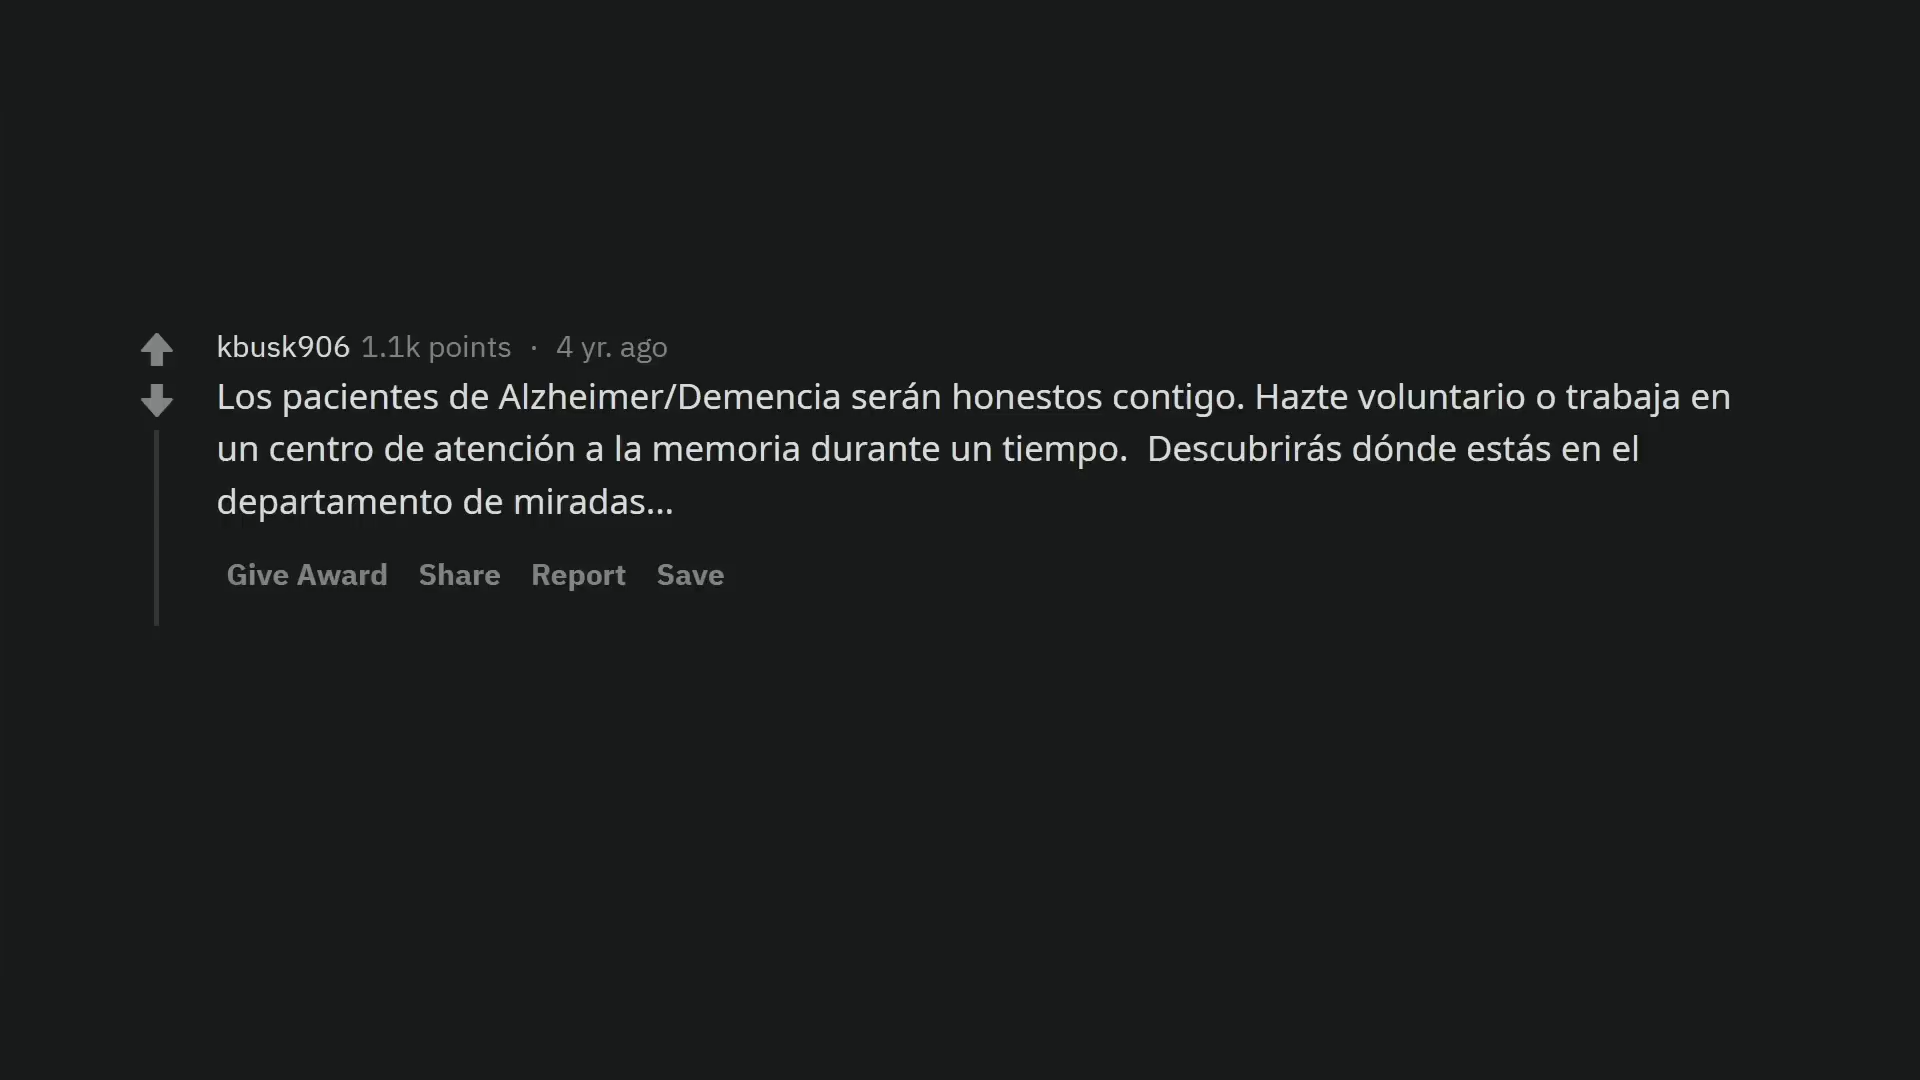 kbusk906 1.1k points · 4 yr. ago
Los pacientes de Alzheimer/Demencia serán honestos contigo. Hazte voluntario o trabaja en
un centro de atención a la memoria durante un tiempo.  Descubrirás dónde estás en el
departamento de miradas...
Give Award Share Report Save